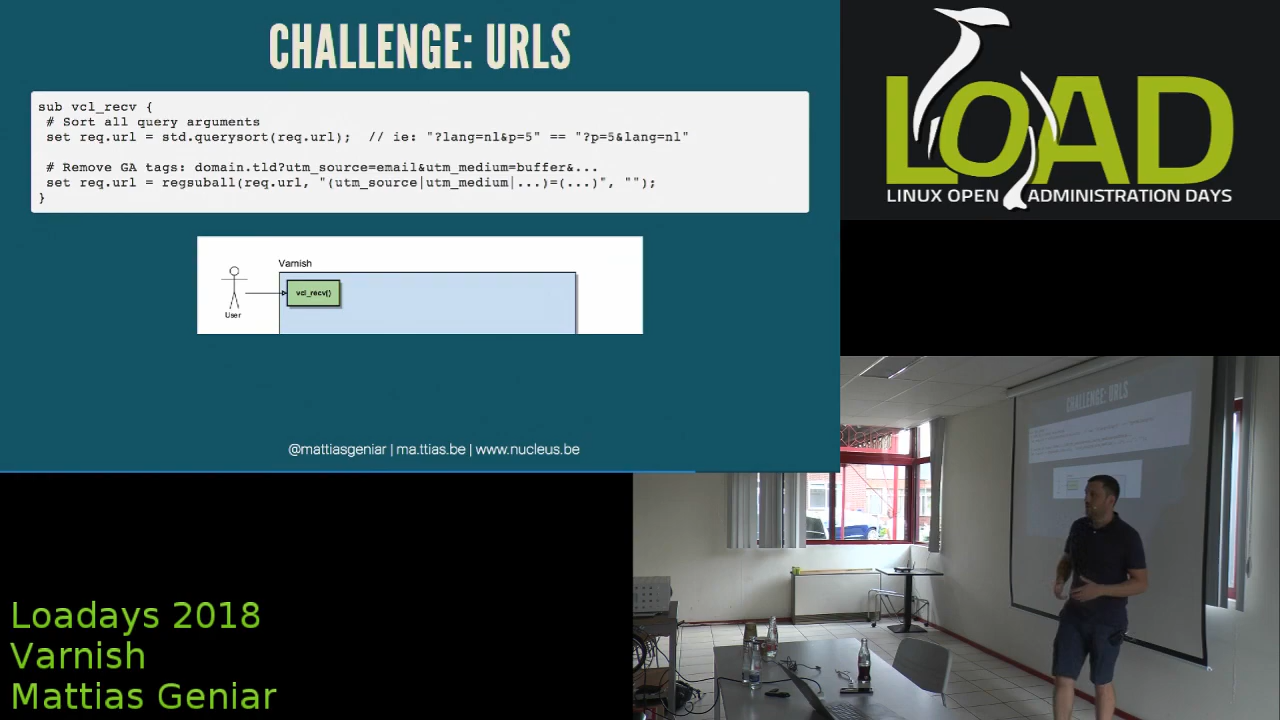 CHALLENGE: URLS
sub vcl_recv {
# Sort all query arguments
set req.url = std.querysort(req.url);  // ie: "?lang=nl&p=5" == "?p=5&lang=nl"
# Remove GA tags: domain.tld?utm_source=email&utm_medium=buffer&...
set req.url = regsuball(req.url, "(utm_source|utm_medium|...)=(...)", "");
}
Varnish
vcl_recv()
User
@mattiasgeniar | ma.ttias.be | www.nucleus.be
LOAD
LINUX OPEN ADMINISTRATION DAYS
CHALLENGE: URLS
Loadays 2018
Varnish
Mattias Geniar